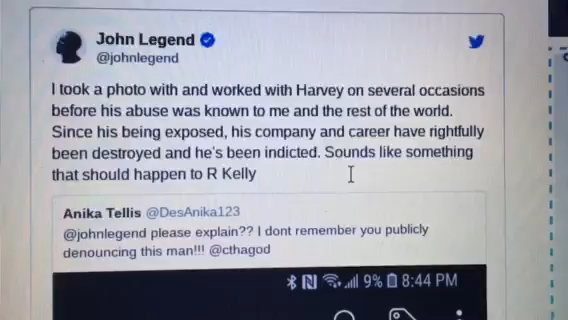 John Legend
@johnlegend
I took a photo with and worked with Harvey on several occasions
before his abuse was known to me and the rest of the world.
Since his being exposed, his company and career have rightfully
been destroyed and he's been indicted. Sounds like something
that should happen to R Kelly
Anika Tellis @DesAnika123
@johnlegend please explain?? I dont remember you publicly
denouncing this man!!! @cthagod
9% 8:44 PM